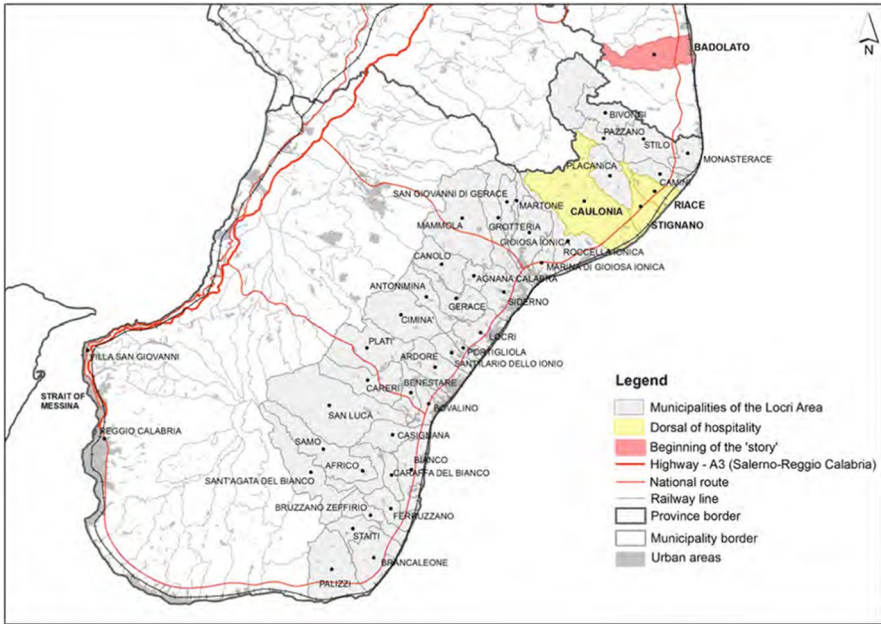 BADOLATO
N
BIVONGI
PAZZANO
STILO
MONASTERACE
PLACANICA
CAMINI
SAN GIOVANNI DI GERACE
MARTONE
CAULONIA
RIACE
STIGNANO
MAMMOLA
GROTTERIA
GIOIOSA IONICA
ROCCELLA IONICA
CANOLO
MARINA DI GIOIOSA IONICA
AGNANA CALABRA
ANTONIMINA
SIDERNO
GERACE
CIMINA'
LOCRI
PLATI'
ARDORE
PORTIGLIOLA
SANT'ILARIO DELLO IONIO
VILLA SAN GIOVANNI
CARERI
BENESTARE
STRAIT OF
MESSINA
SAN LUCA
BOVALINO
REGGIO CALABRIA
CASIGNANA
SAMO
BIANCO
AFRICO
CARAFFA DEL BIANCO
SANT'AGATA DEL BIANCO
BRUZZANO ZEFFIRIO
FERRUZZANO
STAITI
BRANCALEONE
PALIZZI
Legend
Municipalities of the Locri Area
Dorsal of hospitality
Beginning of the 'story'
Highway - A3 (Salerno-Reggio Calabria)
National route
Railway line
Province border
Municipality border
Urban areas